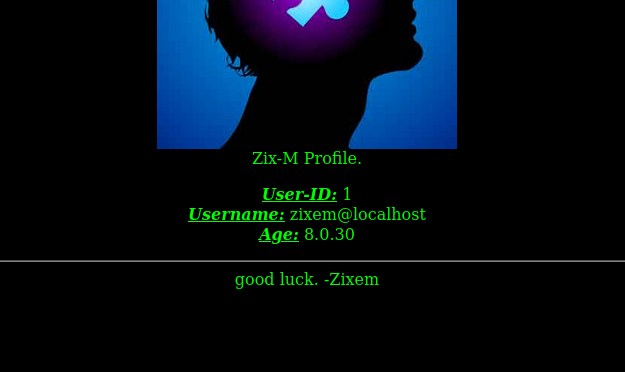 Zix-M Profile.
User-ID: 1
Username: zixem@localhost
Age: 8.0.30
good luck. -Zixem